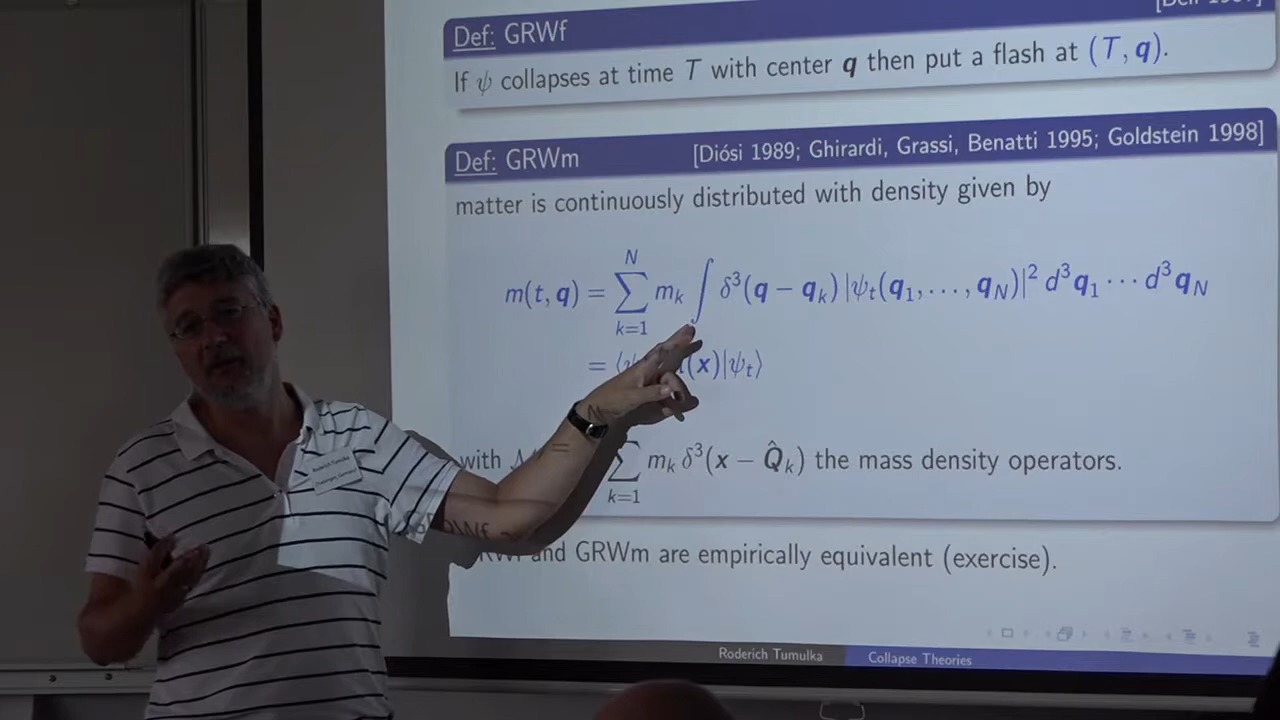 Def: GRWf
If ψ collapses at time T with center q then put a flash at (T, q).
Def: GRWm [Diósi 1989; Ghirardi, Grassi, Benatti 1995; Goldstein 1998]
matter is continuously distributed with density given by
m(t, q) = ∑_{k=1}^{N} m_k ∫ δ³(q − q_k) |ψ_t(q_1, …, q_N)|² d³q_1 ⋯ d³q_N
= ⟨ψ (x)|ψ_t⟩
with = ∑_{k=1} m_k δ³(x − Q̂_k) the mass density operators.
and GRWm are empirically equivalent (exercise).
Roderich Tumulka Collapse Theories
Roderich Tumulka